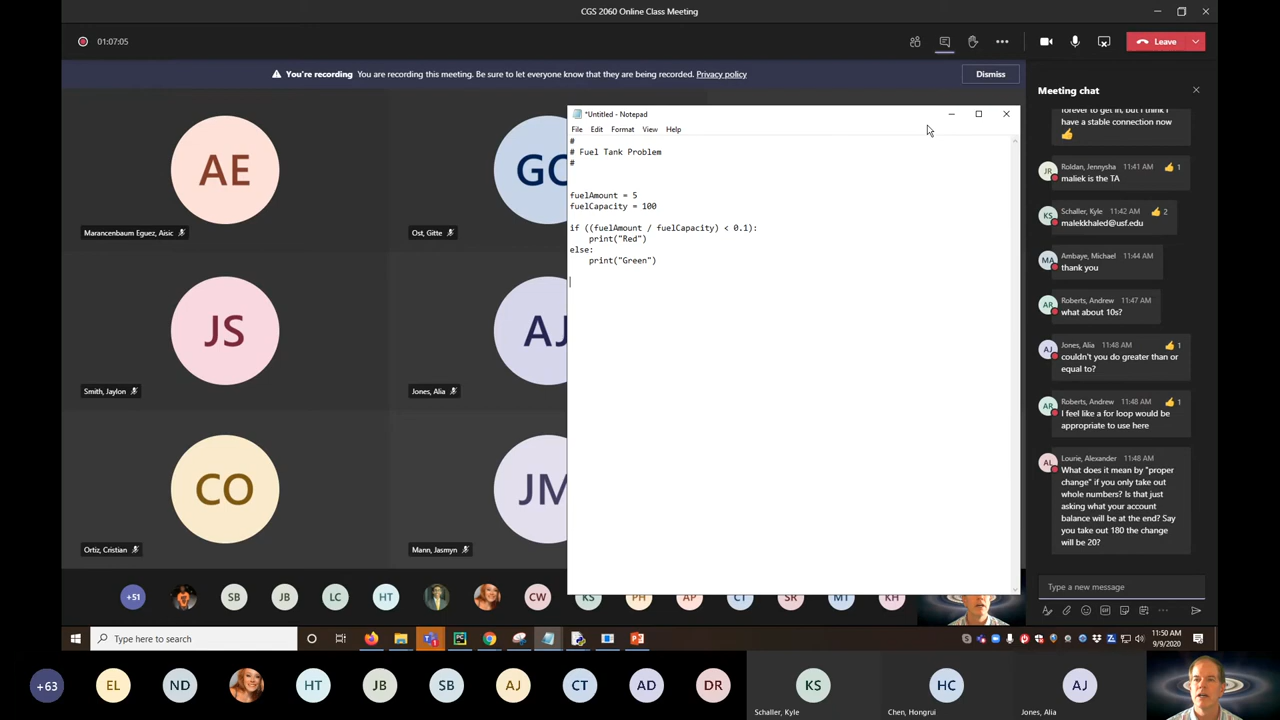 CGS 2060 Online Class Meeting
01:07:05
Leave
You're recording You are recording this meeting. Be sure to let everyone know that they are being recorded. Privacy policy
Dismiss
AE
Marancenbaum Eguez, Aisic
GO
Ost, Gitte
JS
Smith, Jaylon
AJ
Jones, Alia
CO
Ortiz, Cristian
JM
Mann, Jasmyn
*Untitled - Notepad
File Edit Format View Help
#
# Fuel Tank Problem
#
fuelAmount = 5
fuelCapacity = 100
if ((fuelAmount / fuelCapacity) < 0.1):
print("Red")
else:
print("Green")
Meeting chat
forever to get in, but I think I
have a stable connection now
JR
Roldan, Jennysha 11:41 AM 1
maliek is the TA
KS
Schaller, Kyle 11:42 AM 2
malekkhaled@usf.edu
MA
Ambaye, Michael 11:44 AM
thank you
AR
Roberts, Andrew 11:47 AM
what about 10s?
AJ
Jones, Alia 11:48 AM 1
couldn't you do greater than or
equal to?
AR
Roberts, Andrew 11:48 AM 1
I feel like a for loop would be
appropriate to use here
AL
Lourie, Alexander 11:48 AM
What does it mean by "proper
change" if you only take out
whole numbers? Is that just
asking what your account
balance will be at the end? Say
you take out 180 the change
will be 20?
Type a new message
+51 SB JB LC HT CW KS PH AP CT SR MT KH
Type here to search
11:50 AM
9/9/2020
+63 EL ND HT JB SB AJ CT AD DR
KS
Schaller, Kyle
HC
Chen, Hongrui
AJ
Jones, Alia